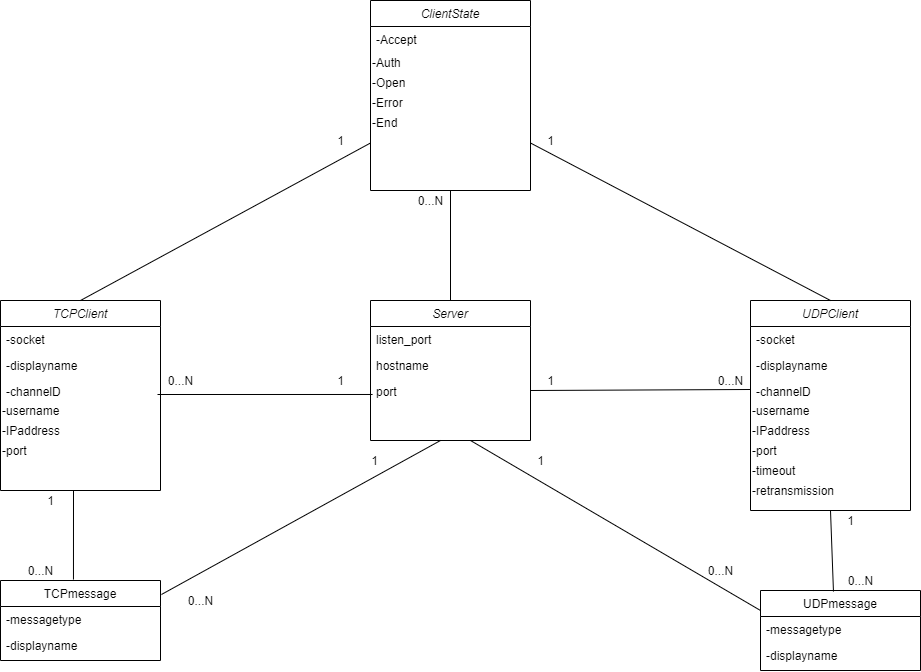 ClientState
-Accept
-Auth
-Open
-Error
-End
1
1
0...N
TCPClient
-socket
-displayname
-channelID
-username
-IPaddress
-port
0...N
1
Server
listen_port
hostname
port
1
0...N
UDPClient
-socket
-displayname
-channelID
-username
-IPaddress
-port
-timeout
-retransmission
1
1
1
1
0...N
0...N
0...N
0...N
TCPmessage
-messagetype
-displayname
UDPmessage
-messagetype
-displayname